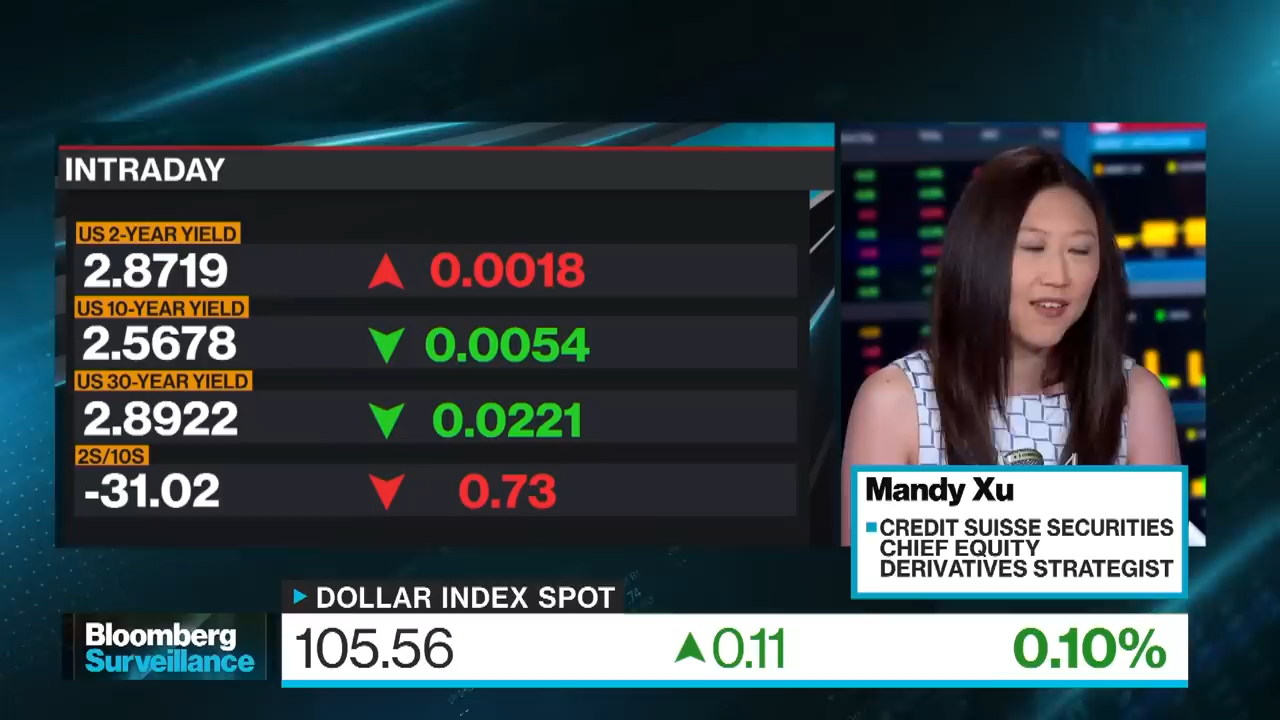 INTRADAY
US 2-YEAR YIELD
2.8719 ▲ 0.0018
US 10-YEAR YIELD
2.5678 ▼ 0.0054
US 30-YEAR YIELD
2.8922 ▼ 0.0221
2S/10S
-31.02 ▼ 0.73
Mandy Xu
CREDIT SUISSE SECURITIES
CHIEF EQUITY
DERIVATIVES STRATEGIST
DOLLAR INDEX SPOT
105.56 ▲ 0.11 0.10%
Bloomberg
Surveillance